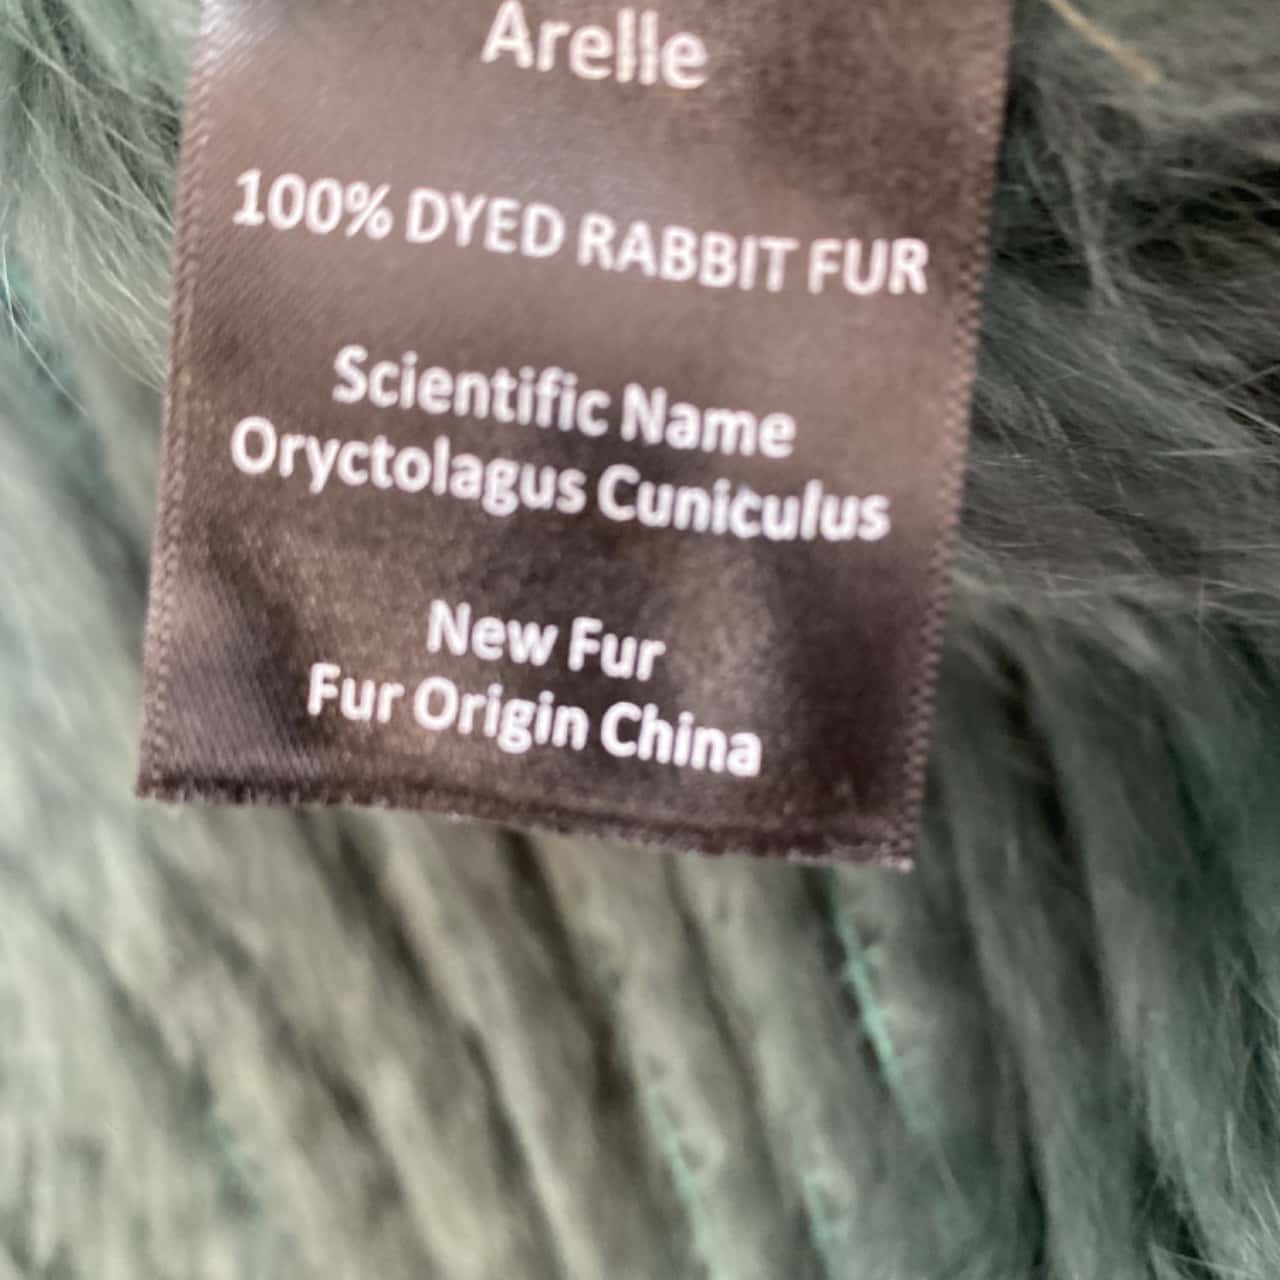 Arelle
100% DYED RABBIT FUR
Scientific Name
Oryctolagus Cuniculus
New Fur
Fur Origin China